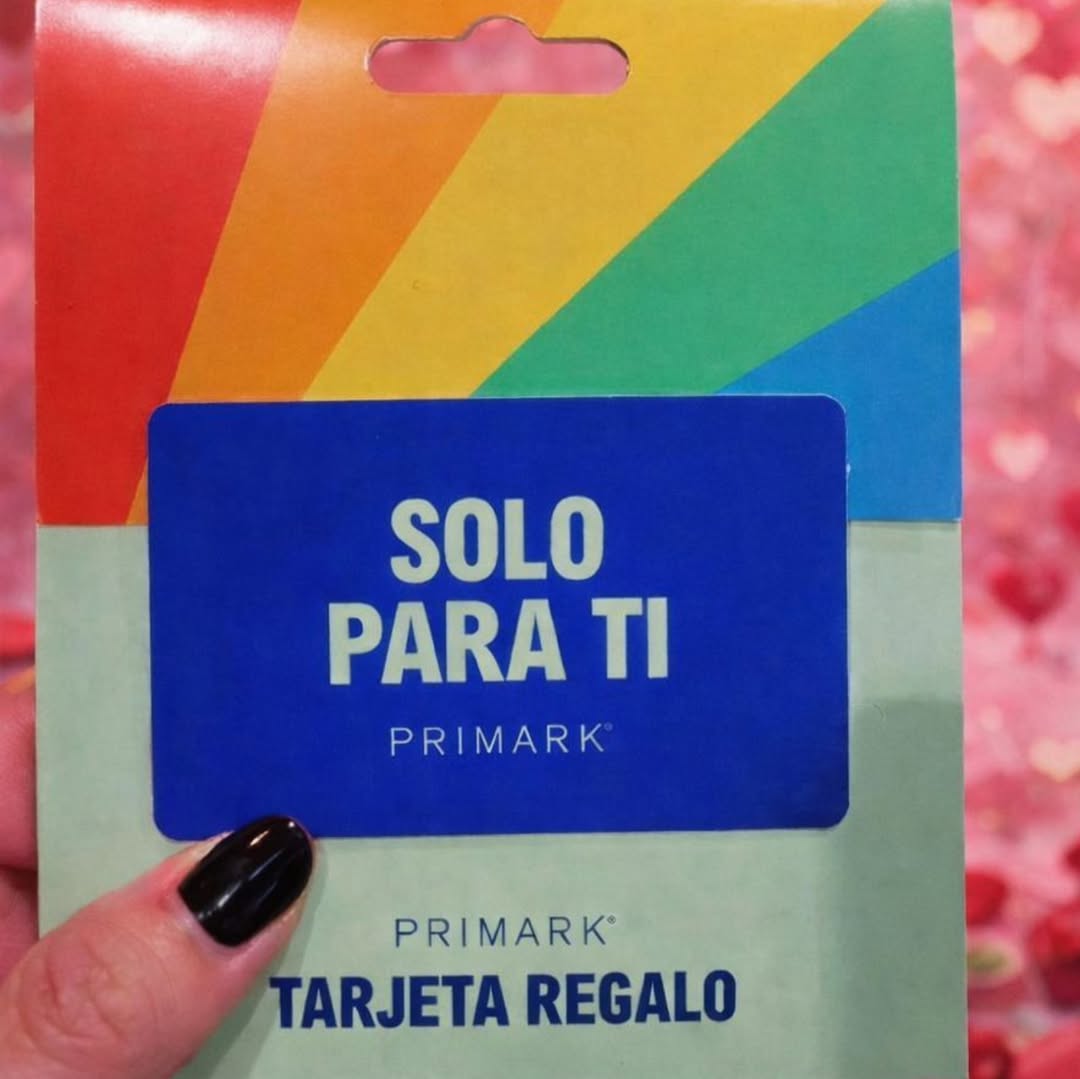 SOLO
PARA TI
PRIMARK®
PRIMARK®
TARJETA REGALO